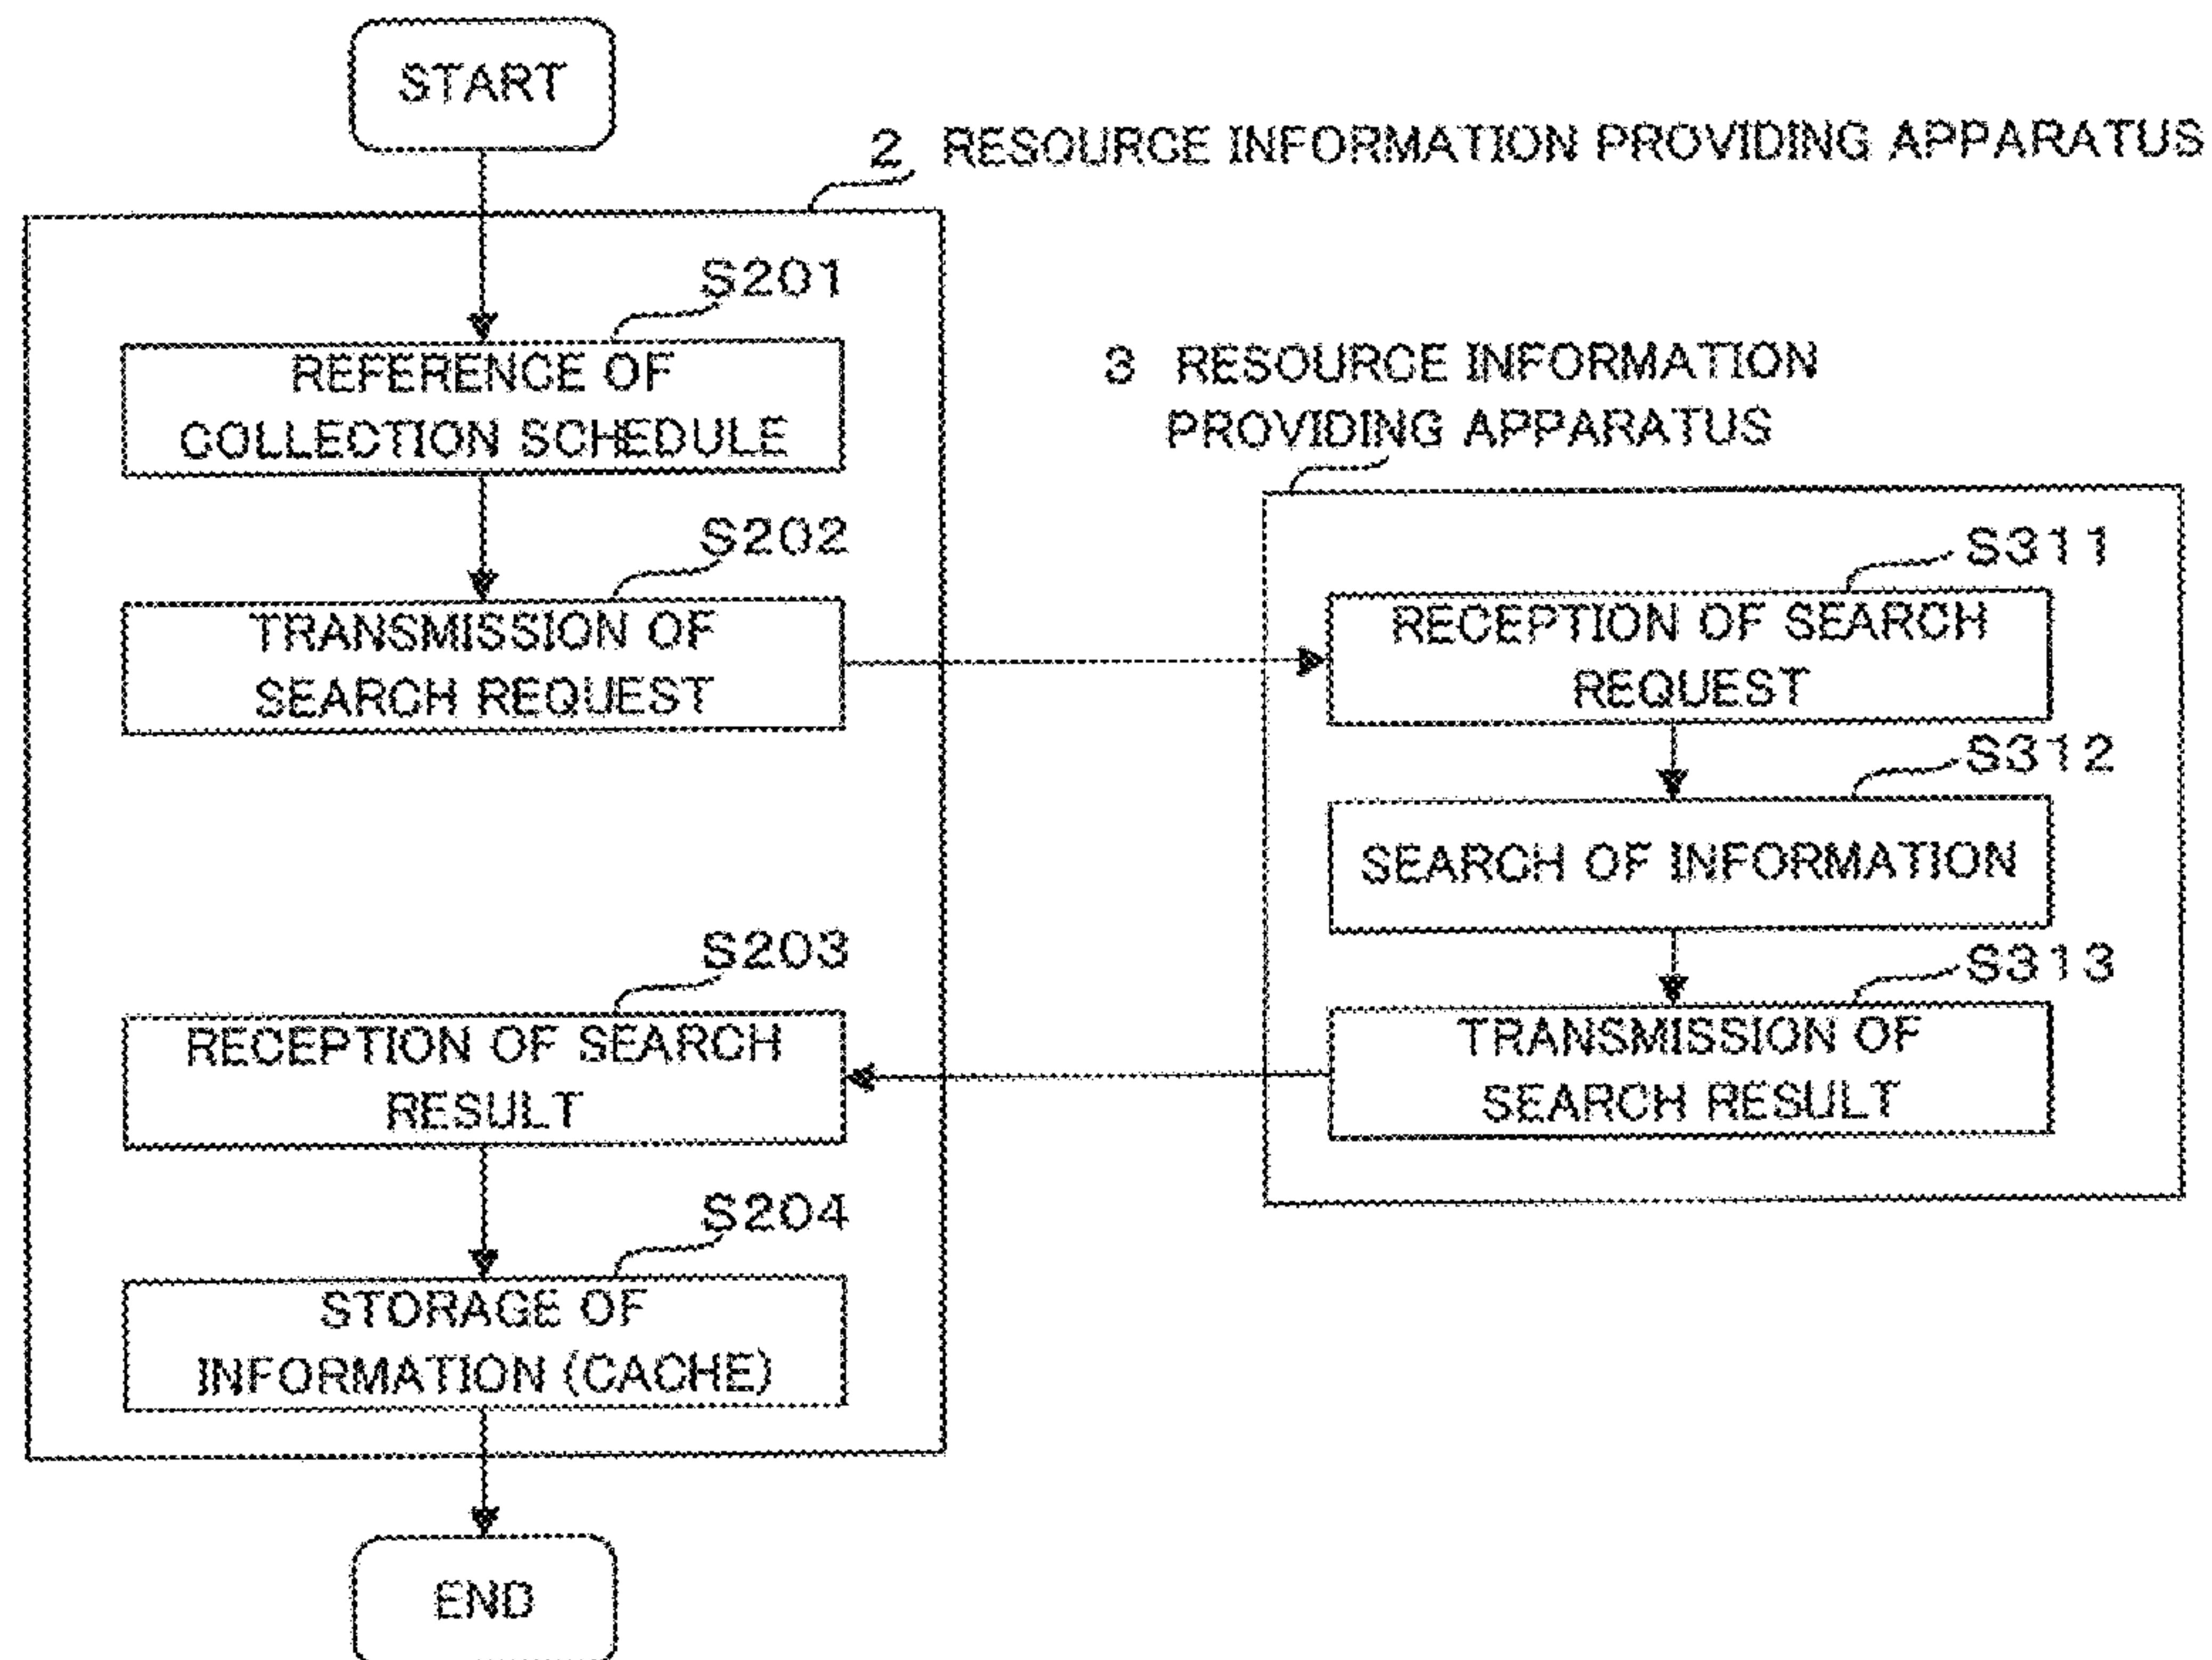 START
2 RESOURCE INFORMATION PROVIDING APPARATUS
S201
REFERENCE OF
COLLECTION SCHEDULE
S202
TRANSMISSION OF
SEARCH REQUEST
3 RESOURCE INFORMATION
PROVIDING APPARATUS
S311
RECEPTION OF SEARCH
REQUEST
S312
SEARCH OF INFORMATION
S313
TRANSMISSION OF
SEARCH RESULT
S203
RECEPTION OF SEARCH
RESULT
S204
STORAGE OF
INFORMATION (CACHE)
END